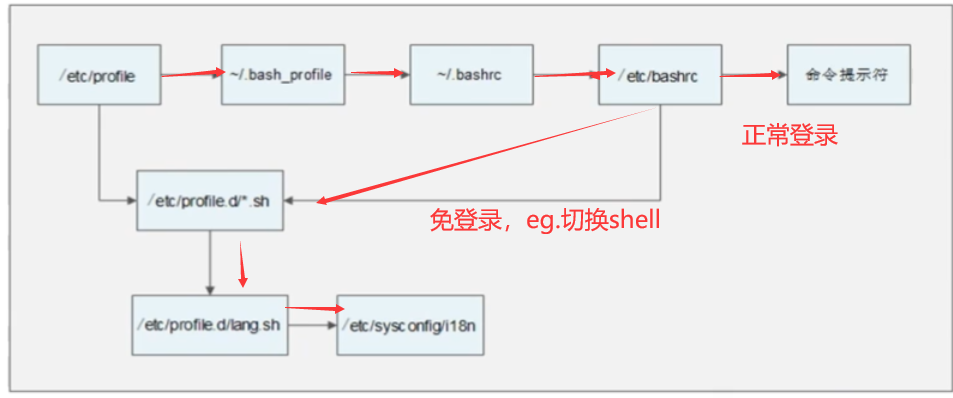 /etc/profile
~/.bash_profile
~/.bashrc
/etc/bashrc
命令提示符
正常登录
/etc/profile.d/*.sh
免登录，eg.切换shell
/etc/profile.d/lang.sh
/etc/sysconfig/i18n